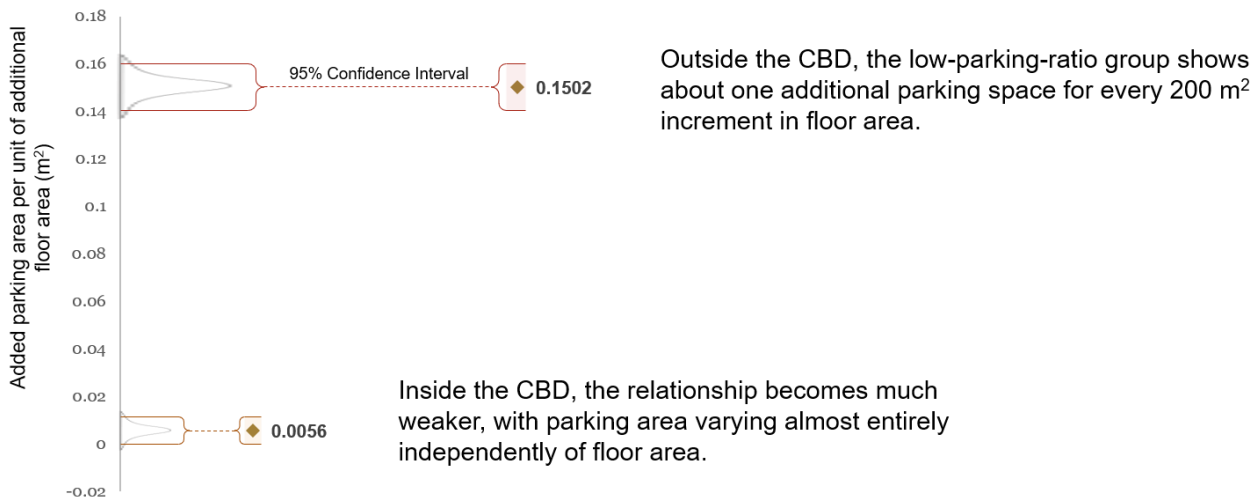 Added parking area per unit of additional
floor area (m²)
0.18
0.16
0.14
0.12
0.1
0.08
0.06
0.04
0.02
0
-0.02
95% Confidence Interval
0.1502
Outside the CBD, the low-parking-ratio group shows
about one additional parking space for every 200 m²
increment in floor area.
0.0056
Inside the CBD, the relationship becomes much
weaker, with parking area varying almost entirely
independently of floor area.